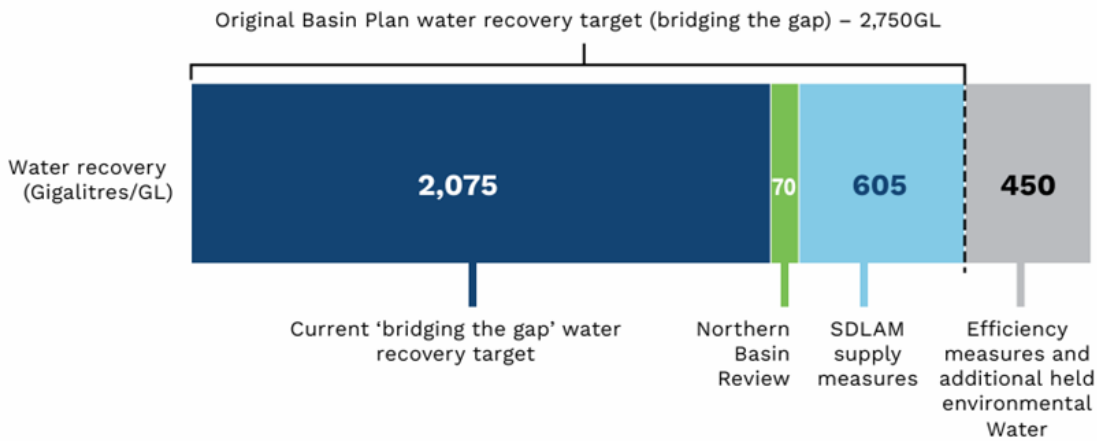 Original Basin Plan water recovery target (bridging the gap) – 2,750GL
Water recovery
(Gigalitres/GL)
2,075
70
605
450
Current ‘bridging the gap’ water
recovery target
Northern
Basin
Review
SDLAM
supply
measures
Efficiency
measures and
additional held
environmental
Water